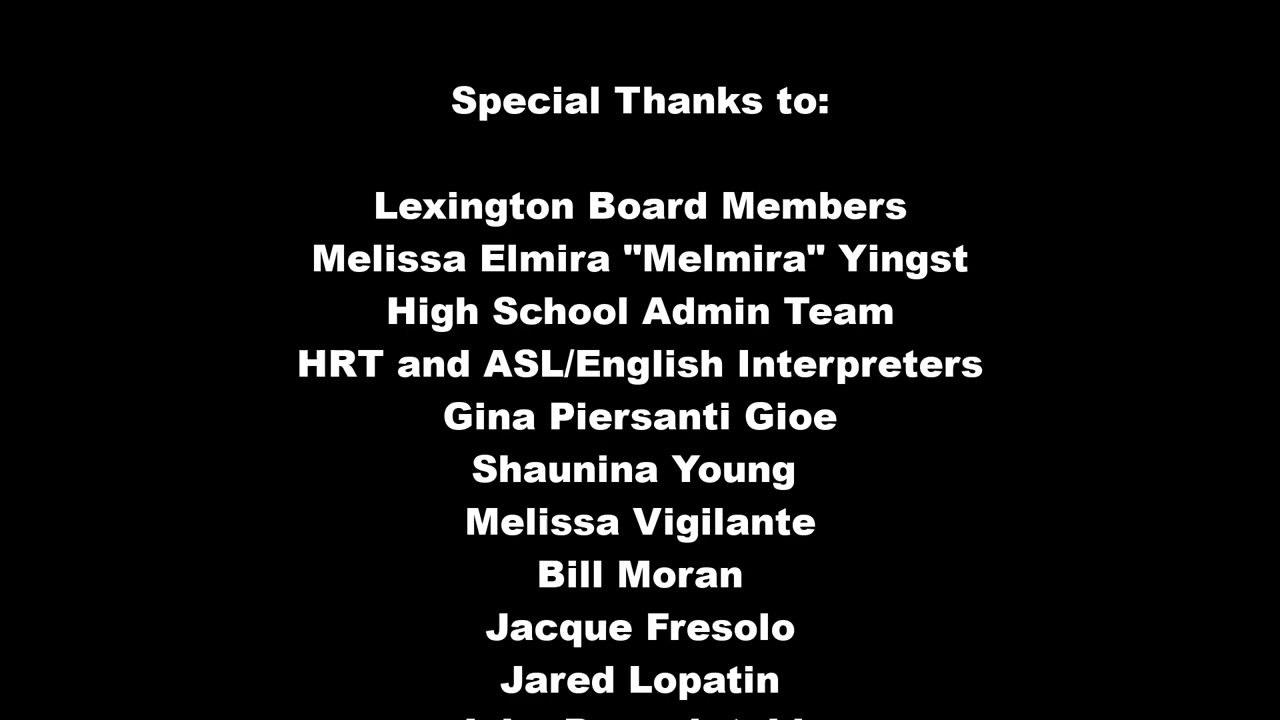 Special Thanks to:
Lexington Board Members
Melissa Elmira "Melmira" Yingst
High School Admin Team
HRT and ASL/English Interpreters
Gina Piersanti Gioe
Shaunina Young
Melissa Vigilante
Bill Moran
Jacque Fresolo
Jared Lopatin